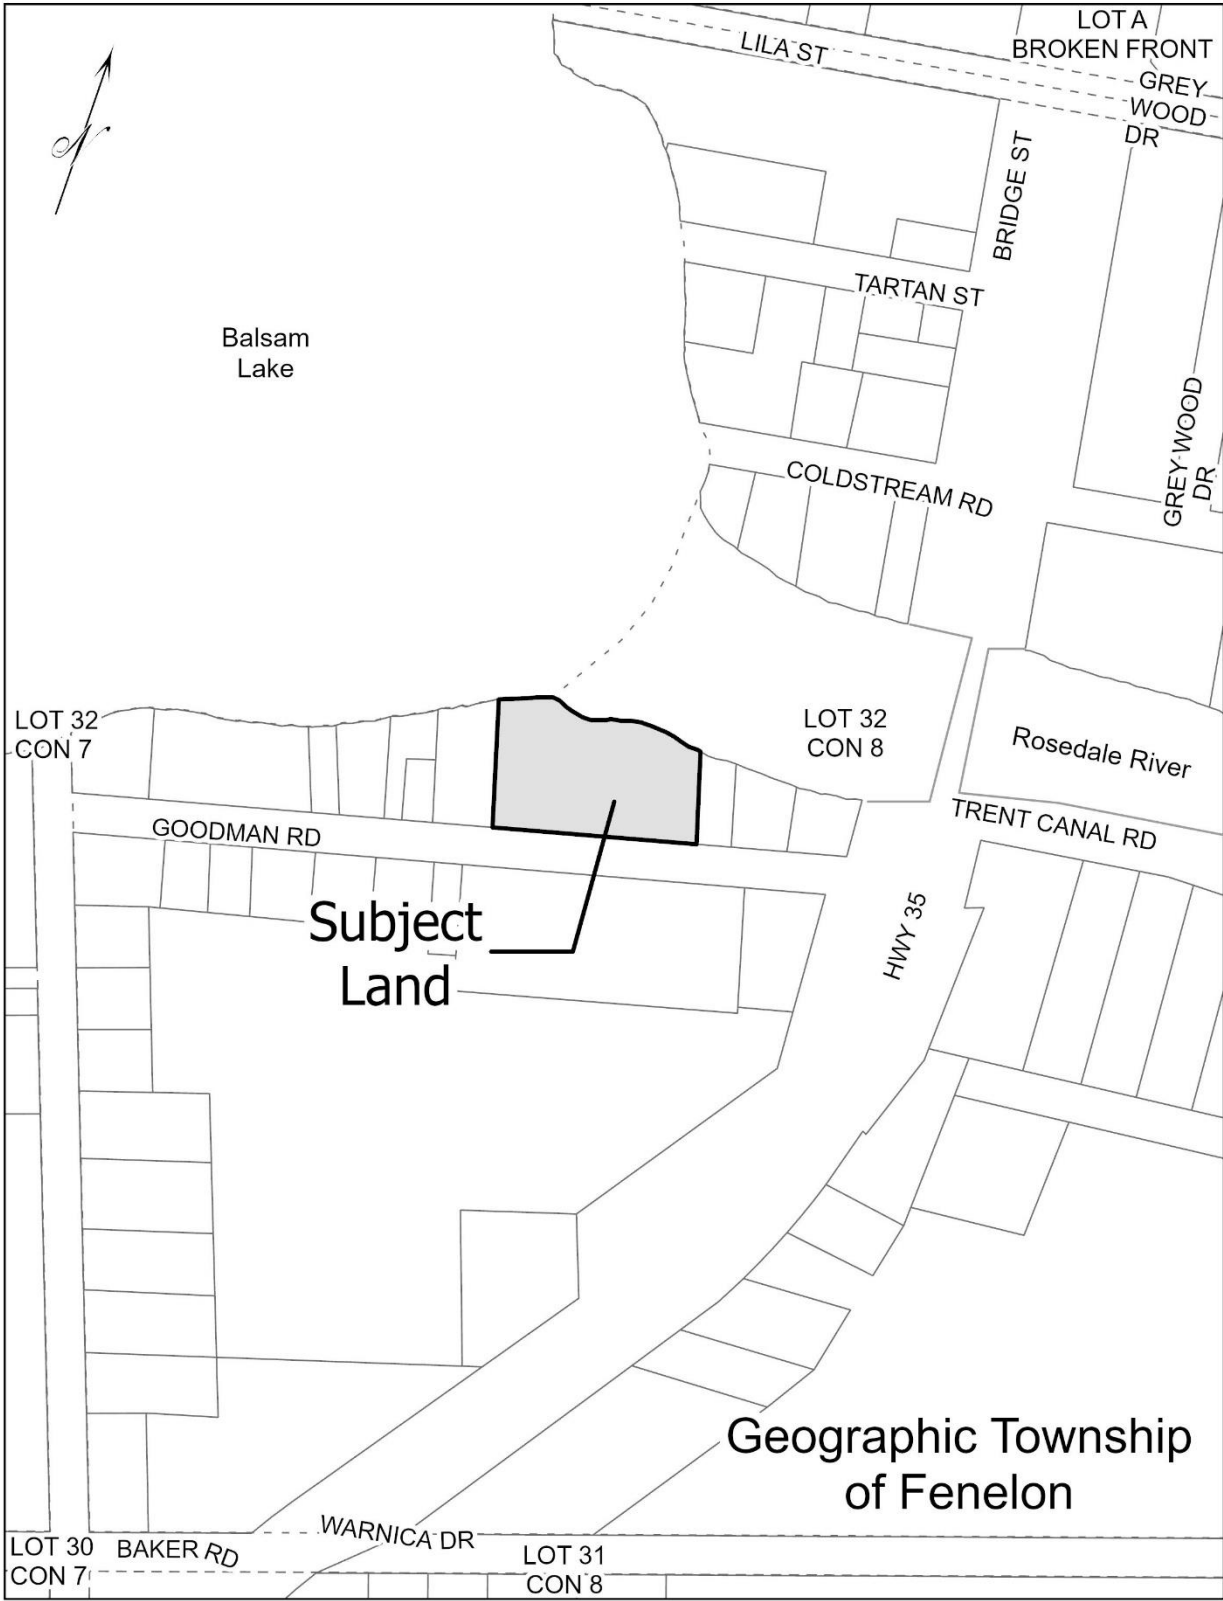 LOT A
BROKEN FRONT
LILA ST
GREY
WOOD
DR
BRIDGE ST
TARTAN ST
Balsam
Lake
GREY WOOD
DR
COLDSTREAM RD
LOT 32
CON 7
LOT 32
CON 8
Rosedale River
TRENT CANAL RD
GOODMAN RD
HWY 35
Subject
Land
Geographic Township
of Fenelon
WARNICA DR
LOT 30
CON 7
BAKER RD
LOT 31
CON 8